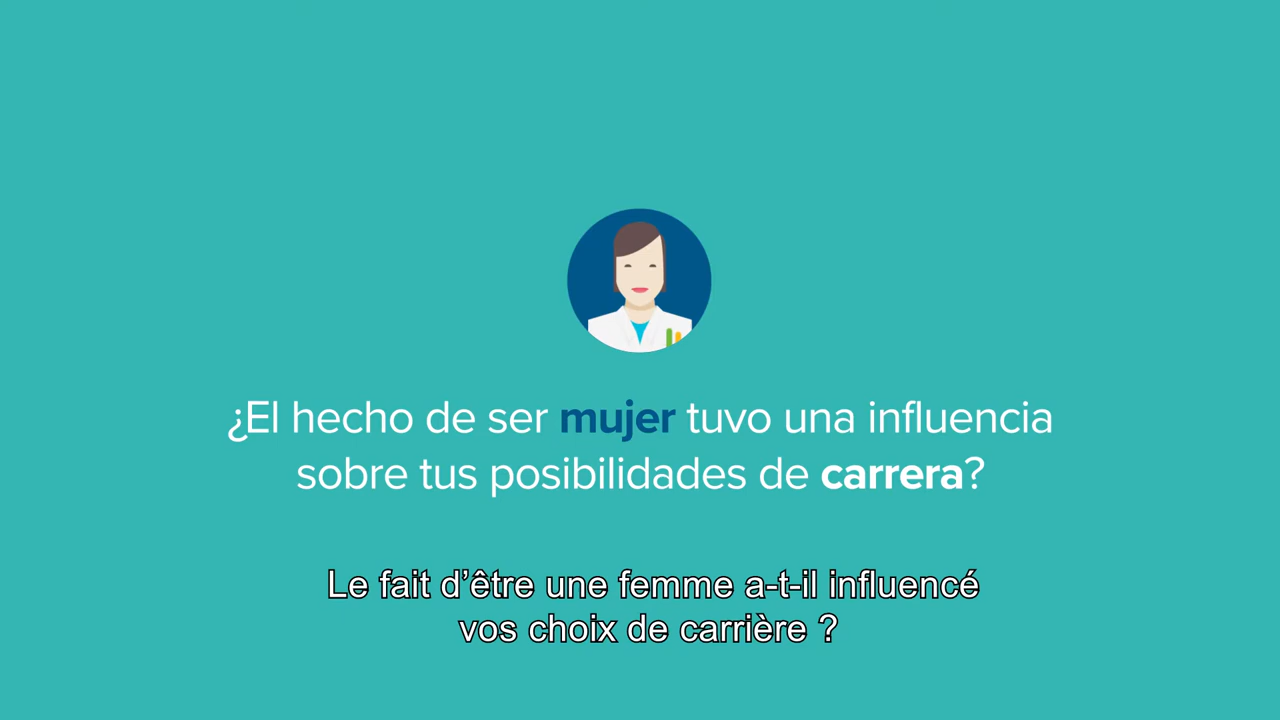 ¿El hecho de ser mujer tuvo una influencia
sobre tus posibilidades de carrera?
Le fait d’être une femme a-t-il influencé
vos choix de carrière ?